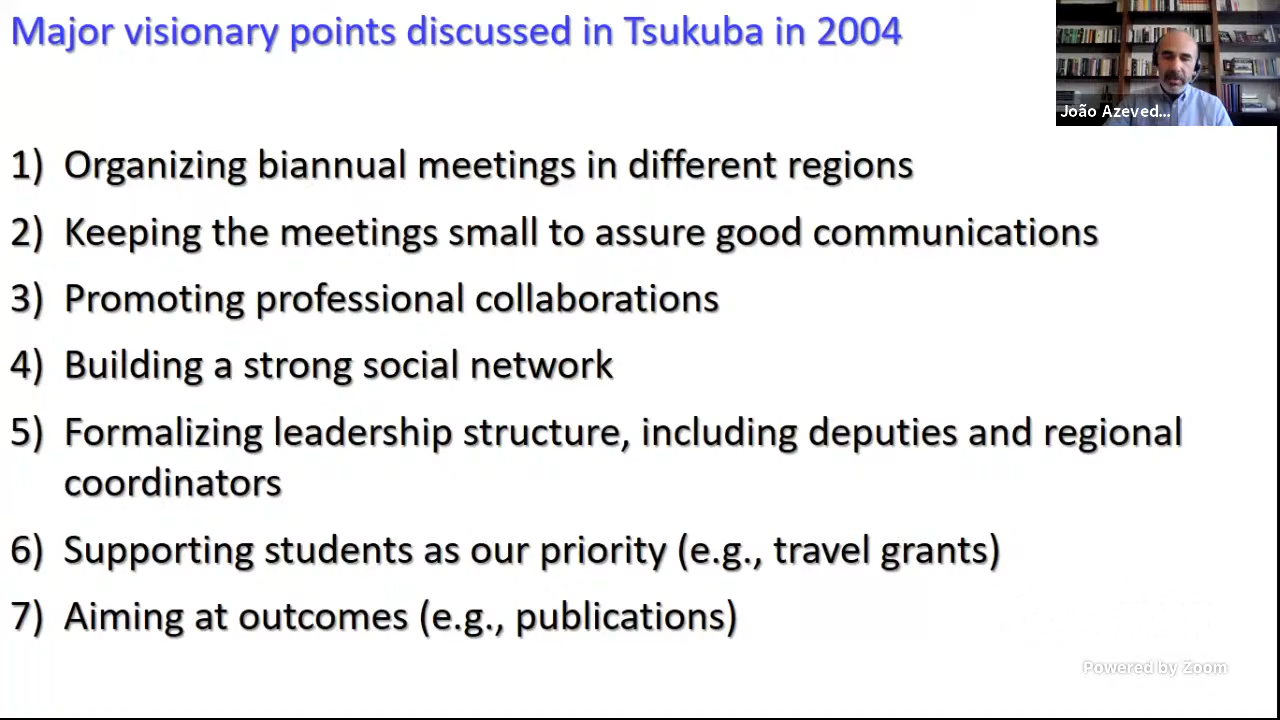 Major visionary points discussed in Tsukuba in 2004
João Azeved...
1) Organizing biannual meetings in different regions
2) Keeping the meetings small to assure good communications
3) Promoting professional collaborations
4) Building a strong social network
5) Formalizing leadership structure, including deputies and regional
coordinators
6) Supporting students as our priority (e.g., travel grants)
7) Aiming at outcomes (e.g., publications)
Powered by Zoom